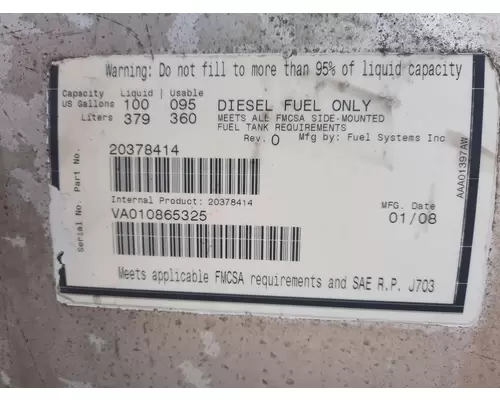 Warning: Do not fill to more than 95% of liquid capacity
Capacity Liquid | Usable
US Gallons 100 095
Liters 379 360
DIESEL FUEL ONLY
MEETS ALL FMCSA SIDE-MOUNTED
FUEL TANK REQUIREMENTS
Rev. O Mfg by: Fuel Systems Inc
Part No. 20378414
Internal Product: 20378414
Serial No. VA010865325
MFG. Date
01/08
Meets applicable FMCSA requirements and SAE R.P. J703
AAA01397AW